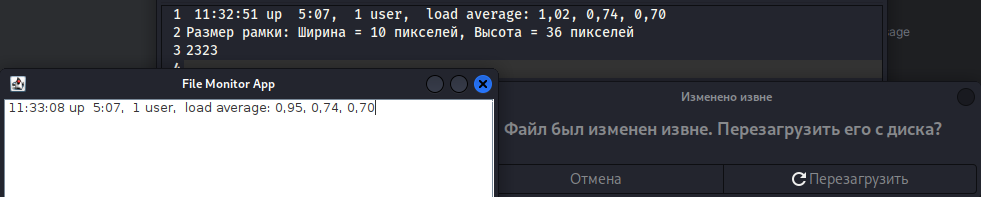 1 11:32:51 up 5:07, 1 user, load average: 1,02, 0,74, 0,70
2 Размер рамки: Ширина = 10 пикселей, Высота = 36 пикселей
3 2323
4
sage
File Monitor App
11:33:08 up 5:07, 1 user, load average: 0,95, 0,74, 0,70
Изменено извне
Файл был изменен извне. Перезагрузить его с диска?
Отмена
Перезагрузить